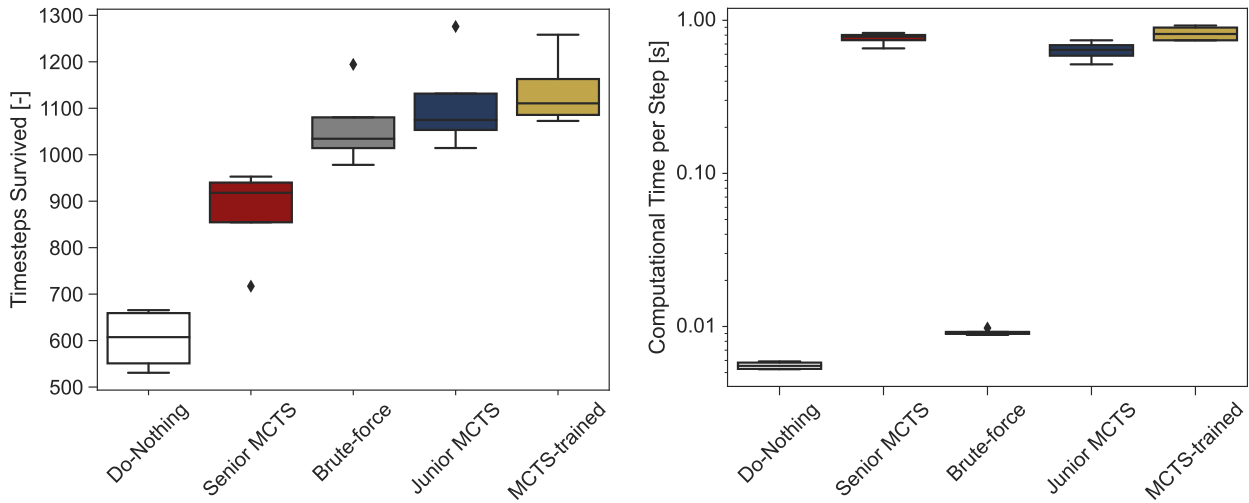 Timesteps Survived [-]
1300
1200
1100
1000
900
800
700
600
500
Do-Nothing
Senior MCTS
Brute-force
Junior MCTS
MCTS-trained
Computational Time per Step [s]
1.00
0.10
0.01
Do-Nothing
Senior MCTS
Brute-force
Junior MCTS
MCTS-trained